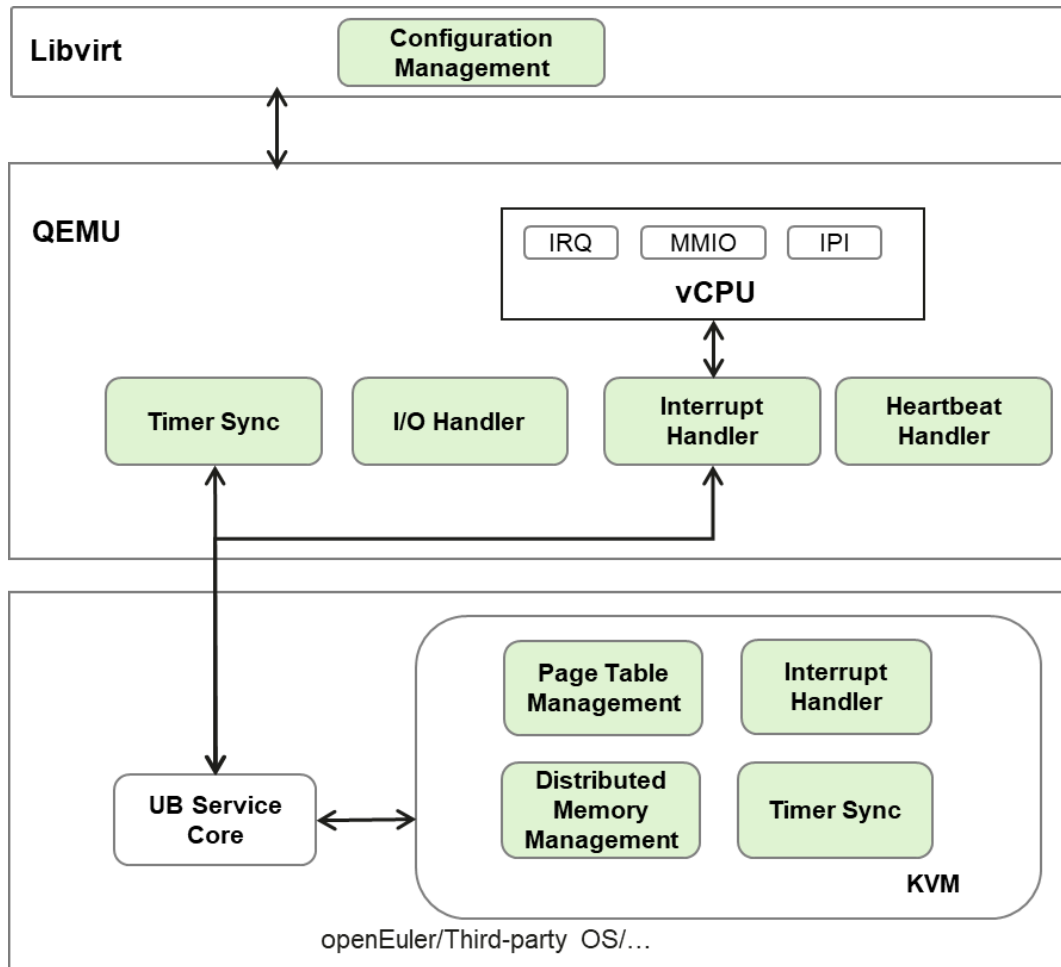 Libvirt
Configuration
Management
QEMU
IRQ
MMIO
IPI
vCPU
Timer Sync
I/O Handler
Interrupt
Handler
Heartbeat
Handler
Page Table
Management
Interrupt
Handler
UB Service
Core
Distributed
Memory
Management
Timer Sync
KVM
openEuler/Third-party OS/…